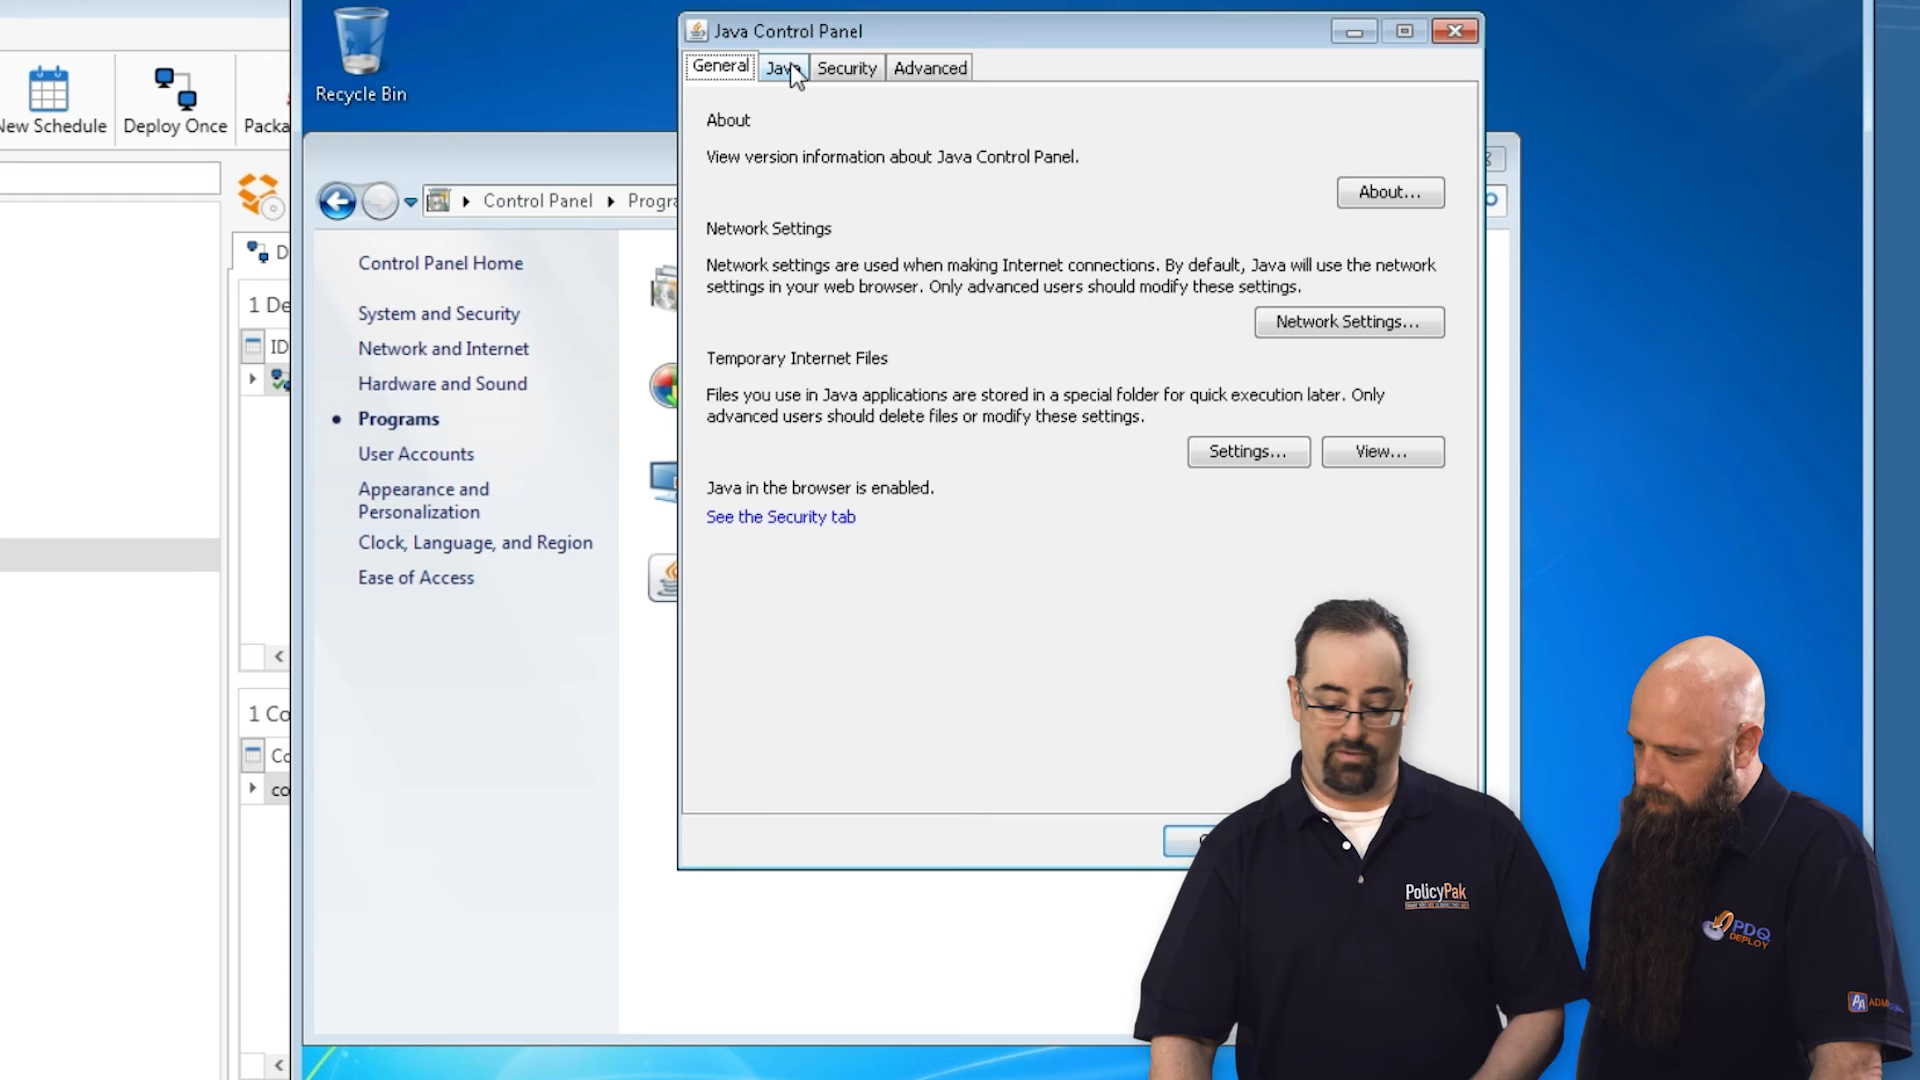 Recycle Bin
New Schedule
Deploy Once
Packa
Java Control Panel
General
Java
Security
Advanced
About
View version information about Java Control Panel.
About...
Network Settings
Network settings are used when making Internet connections. By default, Java will use the network
settings in your web browser. Only advanced users should modify these settings.
Network Settings...
Temporary Internet Files
Files you use in Java applications are stored in a special folder for quick execution later. Only
advanced users should delete files or modify these settings.
Settings...
View...
Java in the browser is enabled.
See the Security tab
Control Panel
Progra
Control Panel Home
System and Security
Network and Internet
Hardware and Sound
Programs
User Accounts
Appearance and
Personalization
Clock, Language, and Region
Ease of Access
D
1 De
ID
1 Co
Co
co
PolicyPak
PDQ
DEPLOY
AA